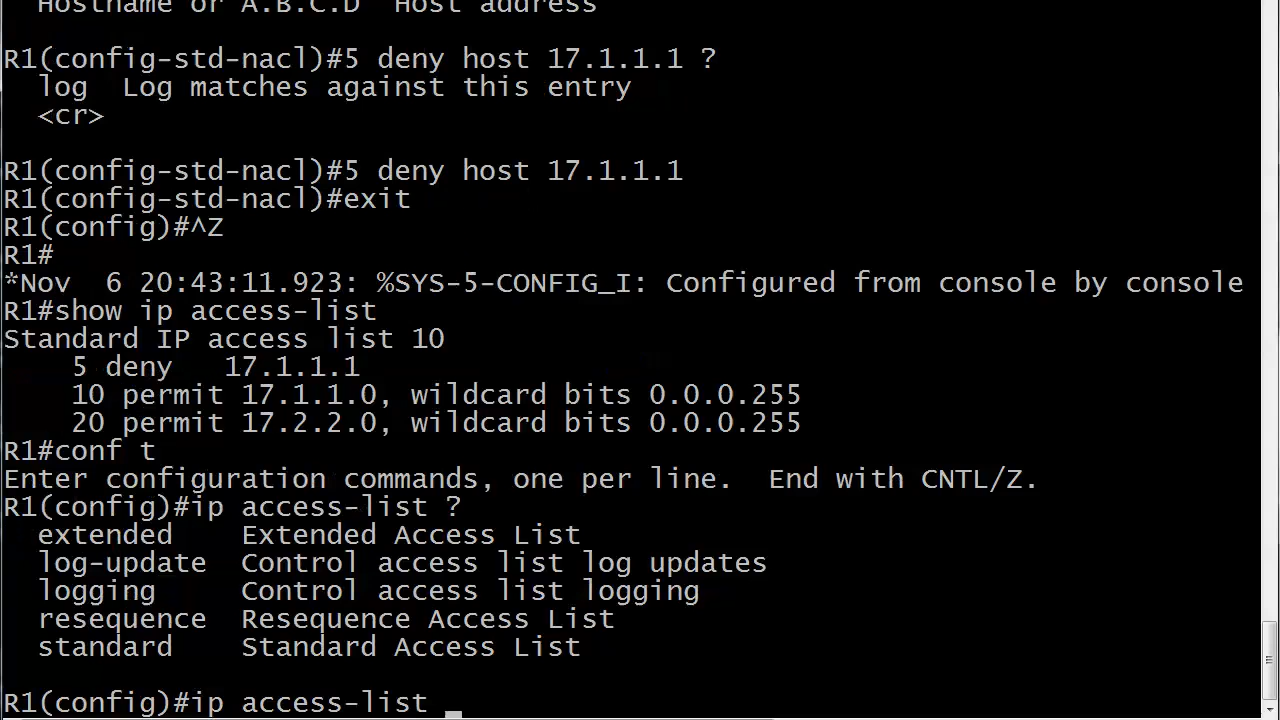 Hostname or A.B.C.D  Host address
R1(config-std-nacl)#5 deny host 17.1.1.1 ?
  log  Log matches against this entry
  <cr>
R1(config-std-nacl)#5 deny host 17.1.1.1
R1(config-std-nacl)#exit
R1(config)#^Z
R1#
*Nov  6 20:43:11.923: %SYS-5-CONFIG_I: Configured from console by console
R1#show ip access-list
Standard IP access list 10
    5 deny   17.1.1.1
    10 permit 17.1.1.0, wildcard bits 0.0.0.255
    20 permit 17.2.2.0, wildcard bits 0.0.0.255
R1#conf t
Enter configuration commands, one per line.  End with CNTL/Z.
R1(config)#ip access-list ?
  extended    Extended Access List
  log-update  Control access list log updates
  logging     Control access list logging
  resequence  Resequence Access List
  standard    Standard Access List
R1(config)#ip access-list _